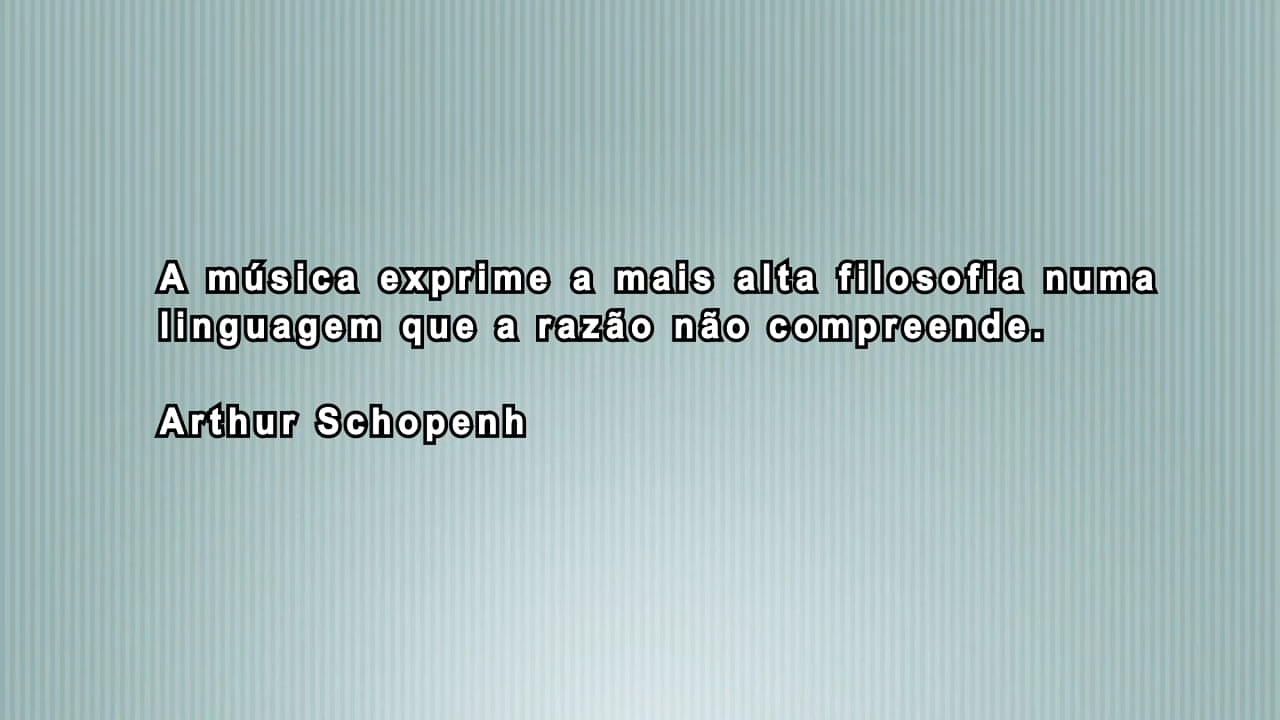 A música exprime a mais alta filosofia numa
linguagem que a razão não compreende.
Arthur Schopenh